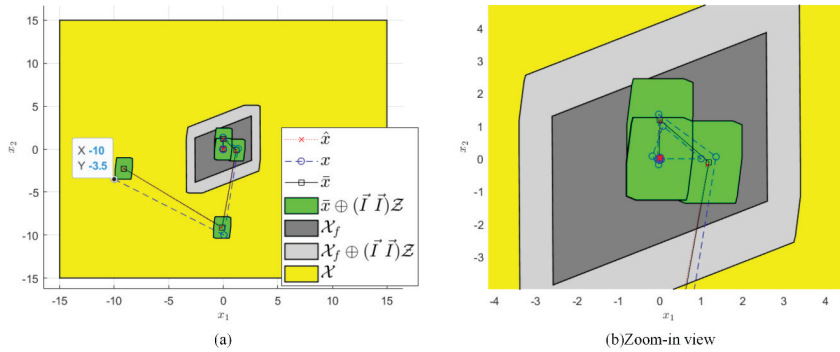 15
10
5
0
-5
-10
-15
x₂
X -10
Y -3.5
-15
-10
-5
0
5
10
15
x₁
x̂
x
x̄
x̄ ⊕ (I⃗ I⃗)𝒵
𝒳_f
𝒳_f ⊕ (I⃗ I⃗)𝒵
𝒳
(a)
4
3
2
1
0
-1
-2
-3
x₂
-4
-3
-2
-1
0
1
2
3
4
x₁
(b)Zoom-in view